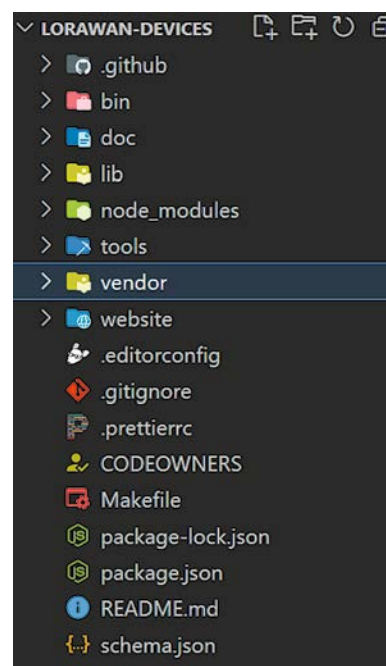 LORAWAN-DEVICES
.github
bin
doc
lib
node_modules
tools
vendor
website
.editorconfig
.gitignore
.prettierrc
CODEOWNERS
Makefile
package-lock.json
package.json
README.md
schema.json